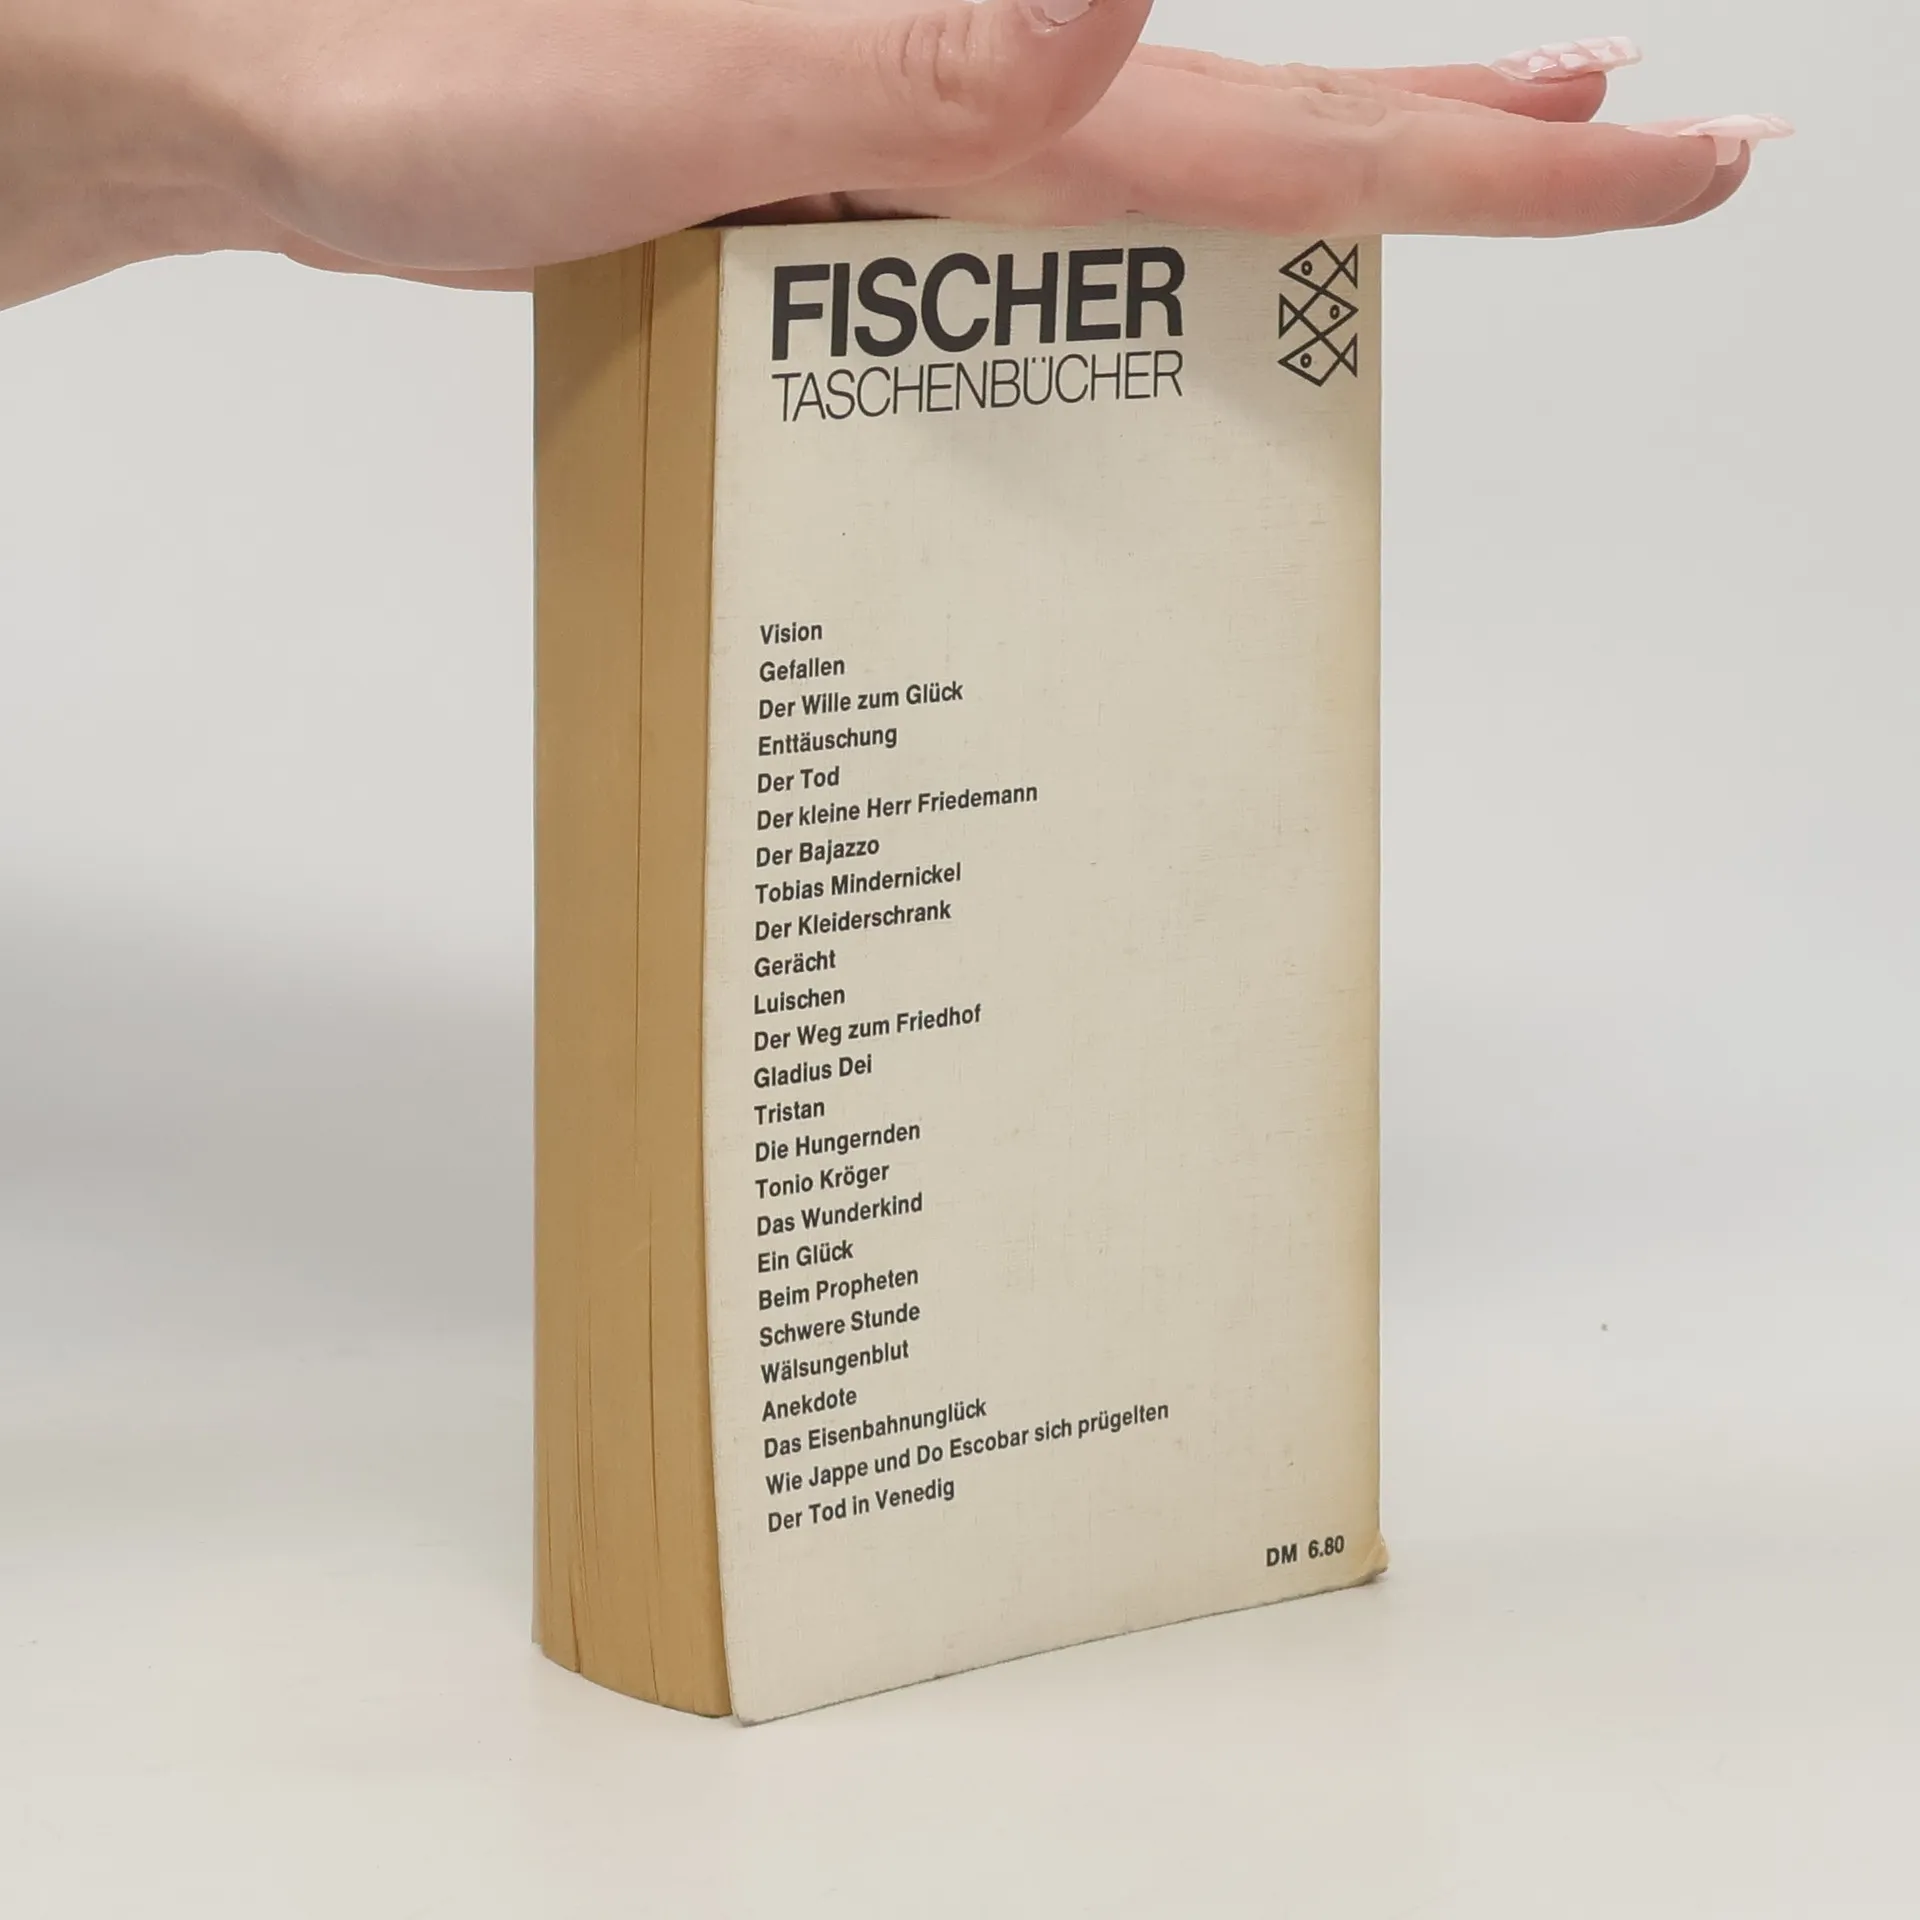 FISCHER
TASCHENBÜCHER
Vision
Gefallen
Der Wille zum Glück
Enttäuschung
Der Tod
Der kleine Herr Friedemann
Der Bajazzo
Tobias Mindernickel
Der Kleiderschrank
Gerächt
Luischen
Der Weg zum Friedhof
Gladius Dei
Tristan
Die Hungernden
Tonio Kröger
Das Wunderkind
Ein Glück
Beim Propheten
Schwere Stunde
Wälsungenblut
Anekdote
Das Eisenbahnunglück
Wie Jappe und Do Escobar sich prügelten
Der Tod in Venedig
DM 6.80